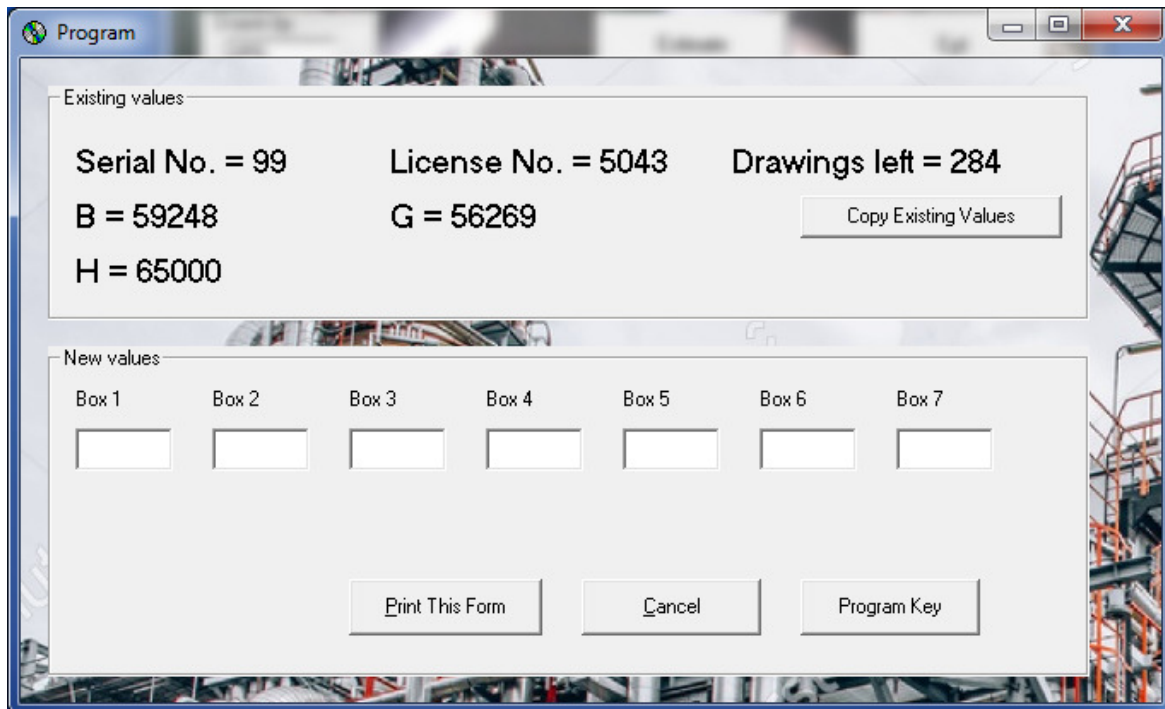 Program
Existing values
Serial No. = 99 License No. = 5043 Drawings left = 284
B = 59248 G = 56269 Copy Existing Values
H = 65000
New values
Box 1 Box 2 Box 3 Box 4 Box 5 Box 6 Box 7
Print This Form Cancel Program Key